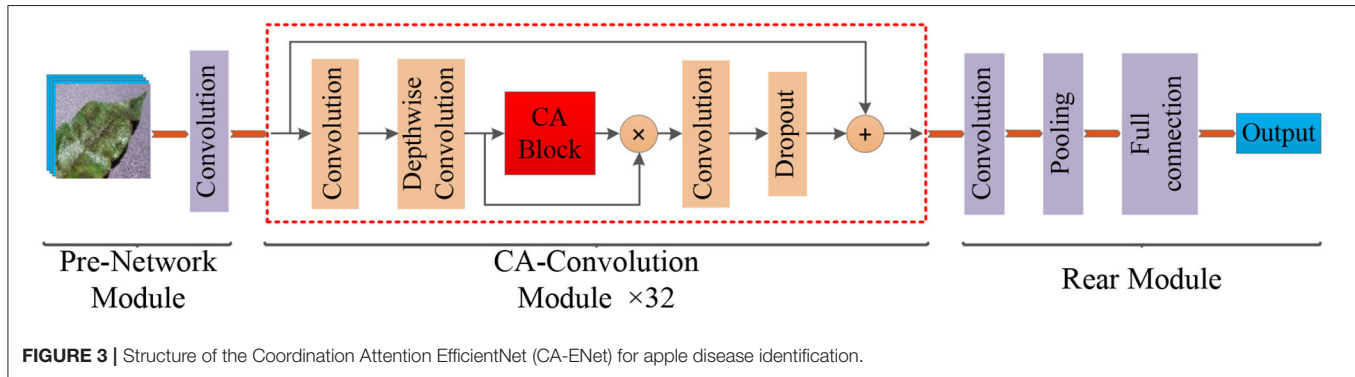 Convolution
Convolution
Depthwise
Convolution
CA
Block
×
Convolution
Dropout
+
Convolution
Pooling
Full
connection
Output
Pre-Network
Module
CA-Convolution
Module ×32
Rear Module
FIGURE 3 | Structure of the Coordination Attention EfficientNet (CA-ENet) for apple disease identification.